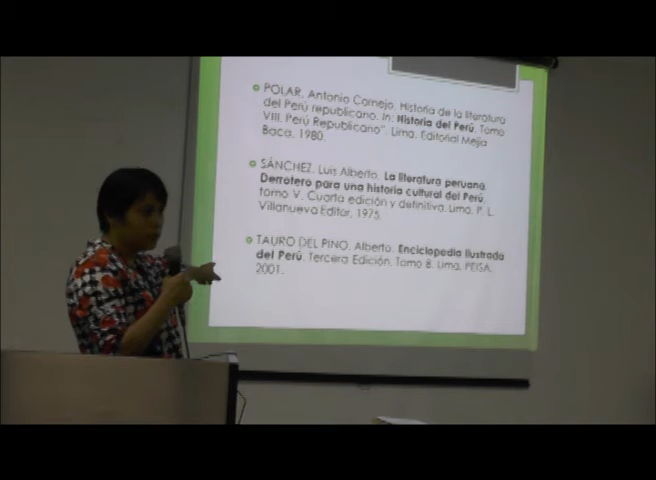 POLAR, Antonio Cornejo. Historia de la literatura
del Perú republicano. In: Historia del Perú, Tomo
VIII. Perú Republicano". Lima. Editorial Mejía
Baca. 1980.
SÁNCHEZ, Luis Alberto. La literatura peruana
Derrotero para una historia cultural del Perú,
tomo V. Cuarta edición y definitiva. Lima. P. L.
Villanueva Editor, 1975.
TAURO DEL PINO, Alberto. Enciclopedia Ilustrada
del Perú. Tercera Edición. Tomo 8. Lima, PEISA,
2001.